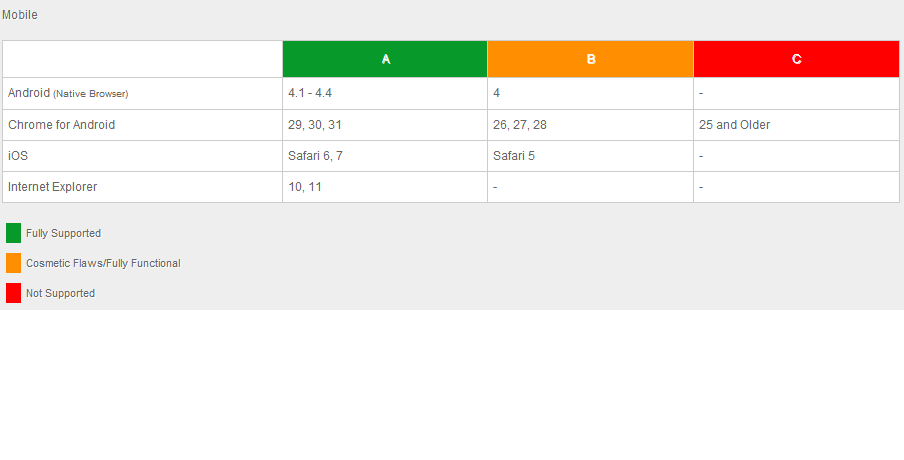 Mobile
A B C
Android (Native Browser) 4.1 - 4.4 4 -
Chrome for Android 29, 30, 31 26, 27, 28 25 and Older
iOS Safari 6, 7 Safari 5 -
Internet Explorer 10, 11 - -
Fully Supported
Cosmetic Flaws/Fully Functional
Not Supported